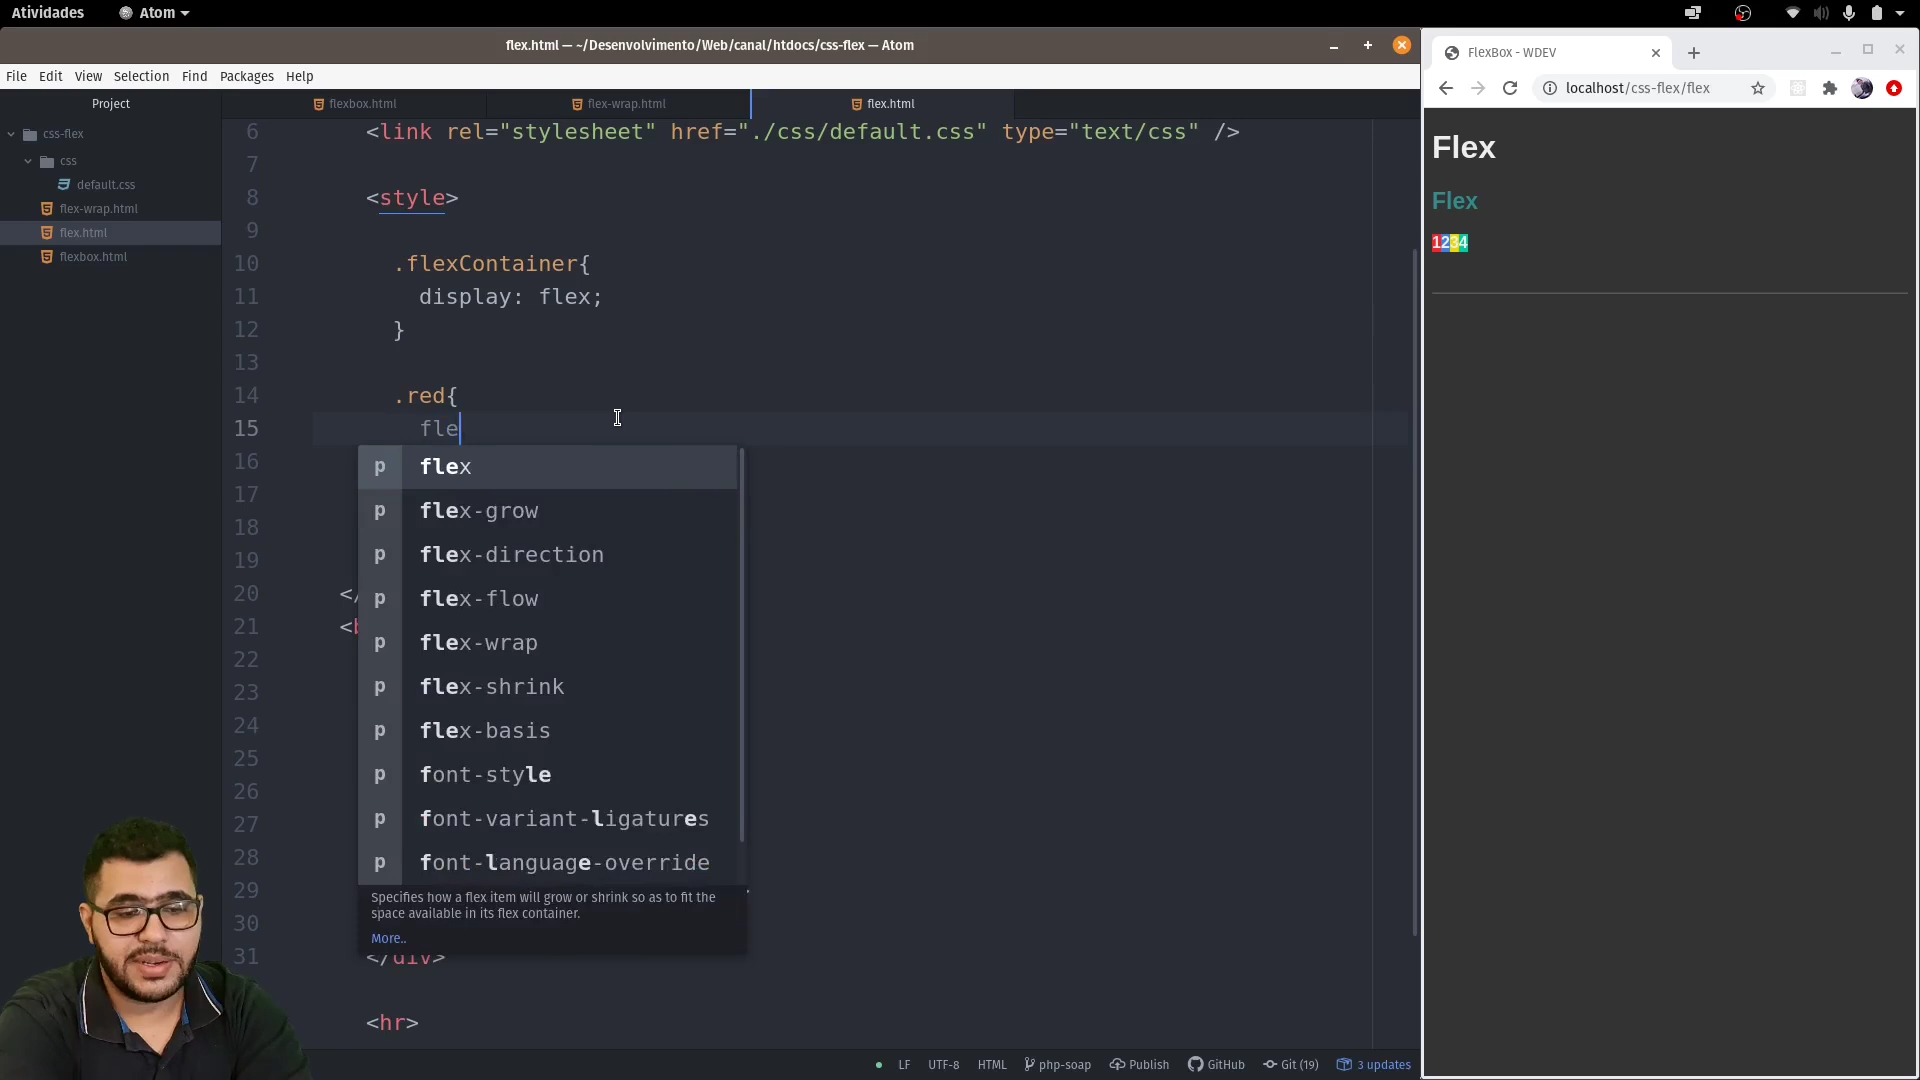 Atividades
Atom
flex.html — ~/Desenvolvimento/Web/canal/htdocs/css-flex — Atom
File Edit View Selection Find Packages Help
Project
css-flex
css
default.css
flex-wrap.html
flex.html
flexbox.html
flexbox.html
flex-wrap.html
flex.html
6 <link rel="stylesheet" href="./css/default.css" type="text/css" />
7
8 <style>
9
10 .flexContainer{
11 display: flex;
12 }
13
14 .red{
15 fle
16
17
18
19
20 </
21 <b
22
23
24
25
26
27
28
29
30
31 </div>
<hr>
p flex
p flex-grow
p flex-direction
p flex-flow
p flex-wrap
p flex-shrink
p flex-basis
p font-style
p font-variant-ligatures
p font-language-override
Specifies how a flex item will grow or shrink so as to fit the
space available in its flex container.
More..
LF UTF-8 HTML php-soap Publish GitHub Git (19) 3 updates
FlexBox - WDEV
localhost/css-flex/flex
Flex
Flex
1234